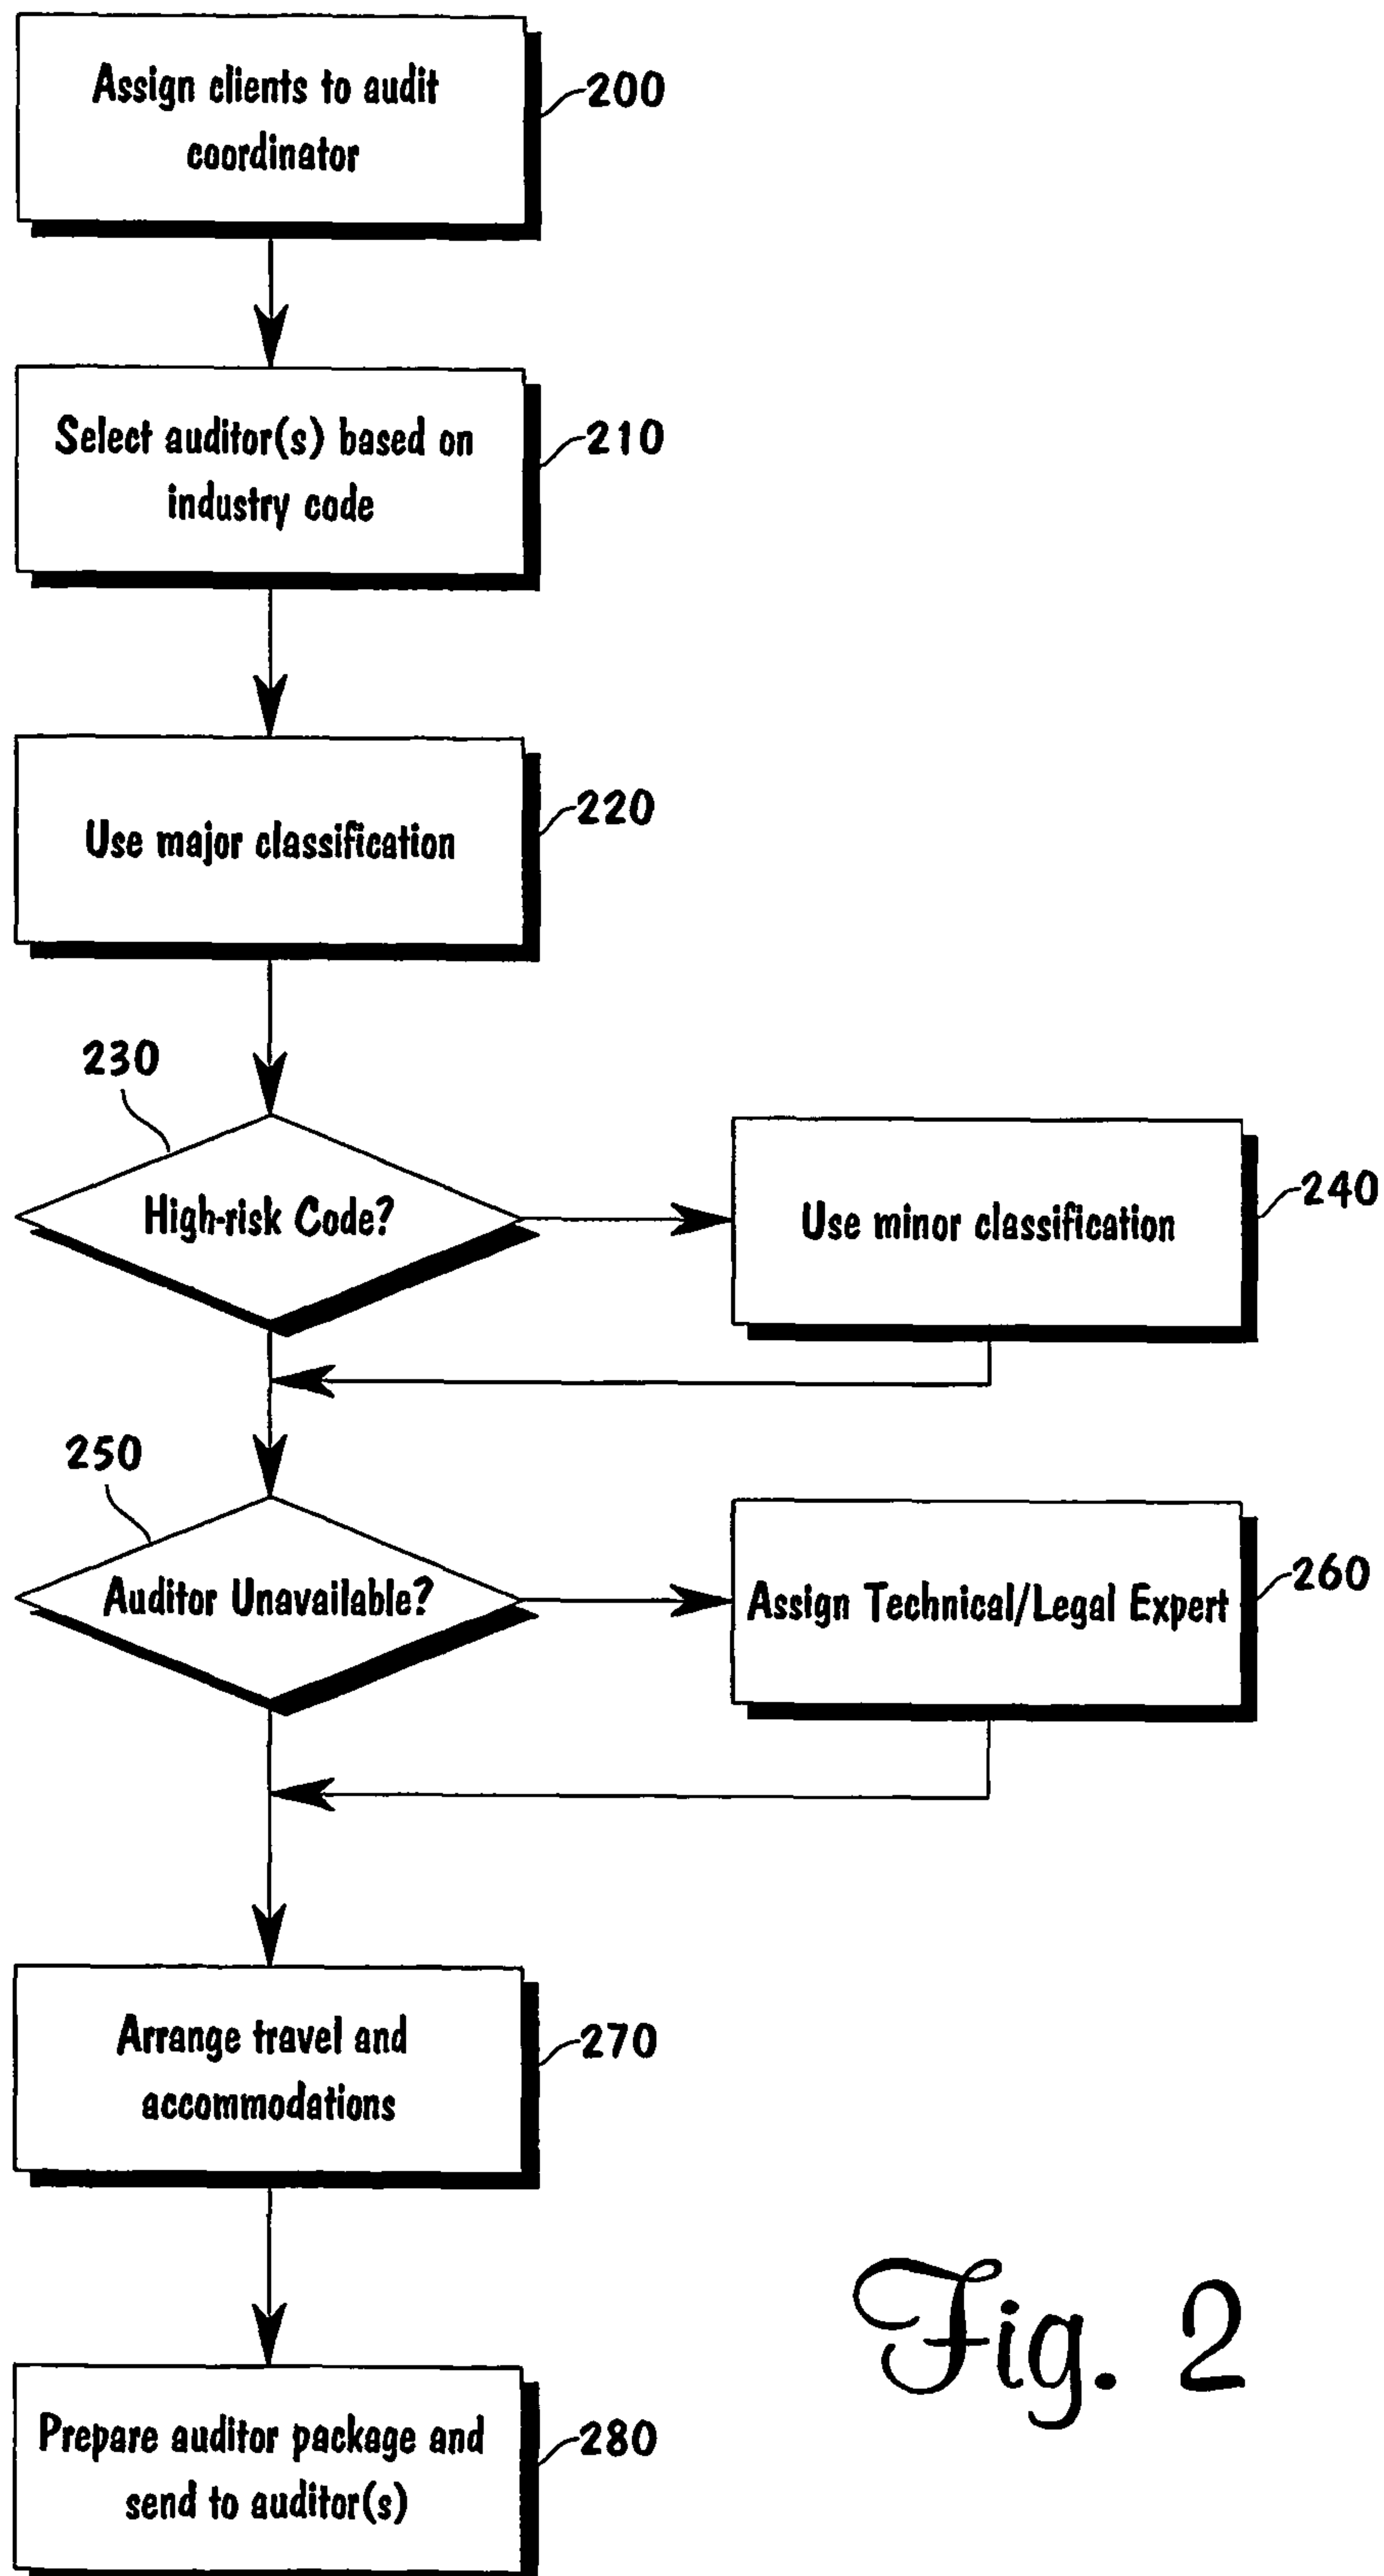 Assign clients to audit
coordinator
200
Select auditor(s) based on
industry code
210
Use major classification
220
230
High-risk Code?
Use minor classification
240
250
Auditor Unavailable?
Assign Technical/Legal Expert
260
Arrange travel and
accommodations
270
Prepare auditor package and
send to auditor(s)
280
Fig. 2